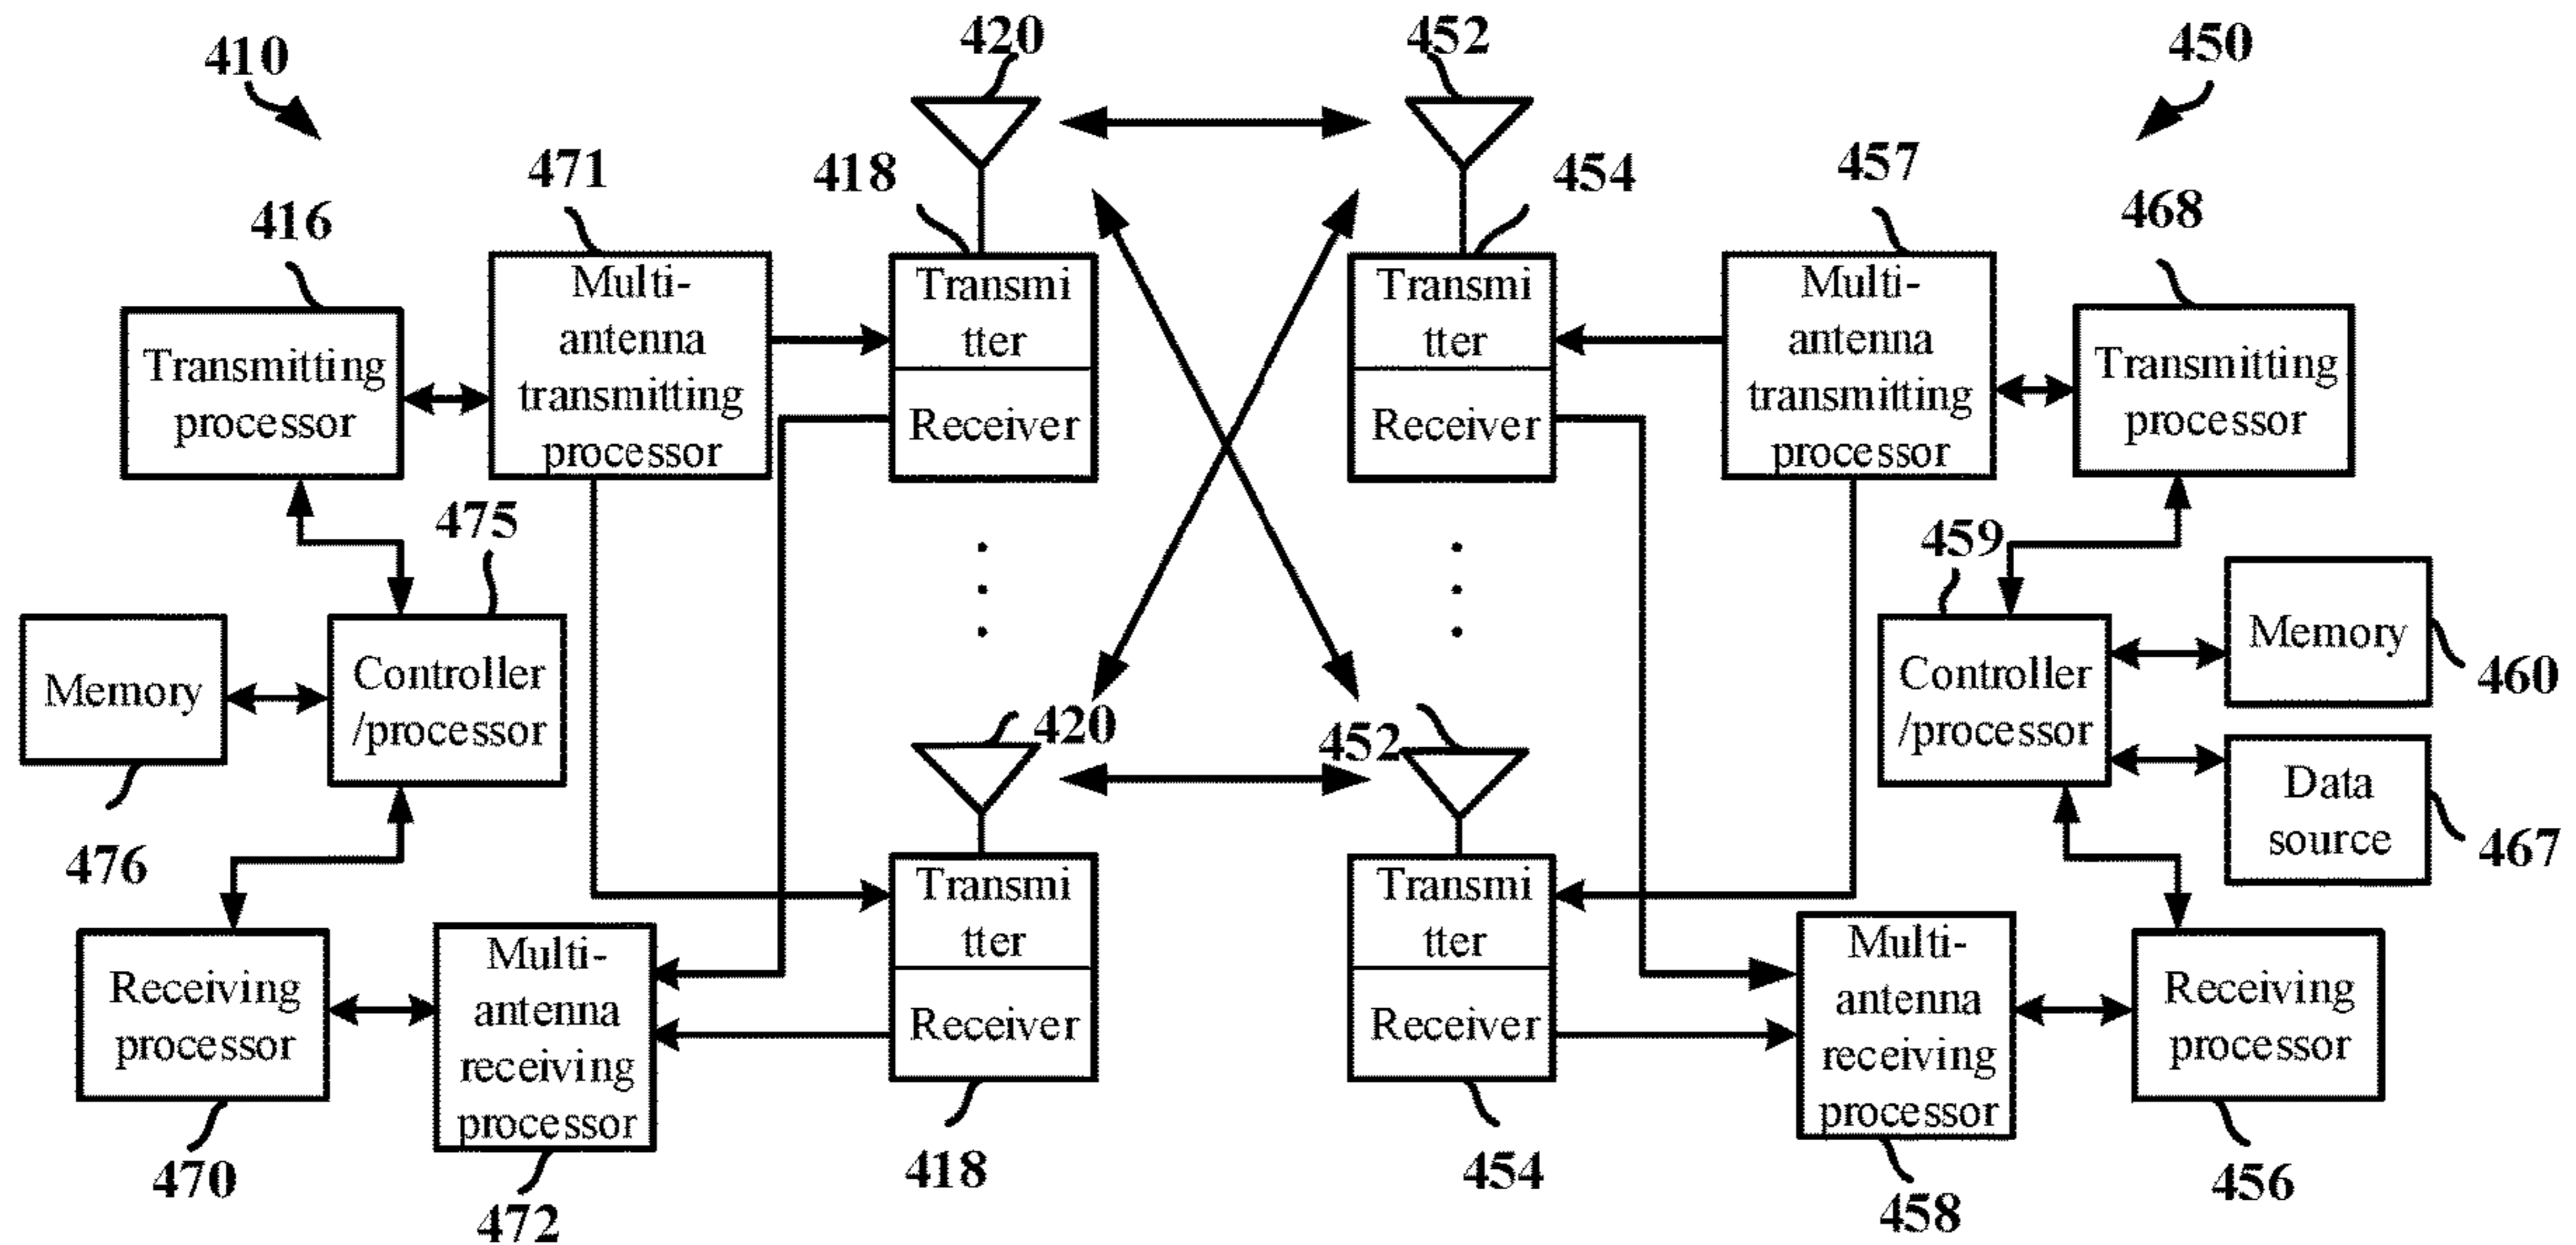 410
420
452
450
471
418
454
457
468
416
Multi-
antenna
transmitting
processor
Transmi
tter
Receiver
Transmi
tter
Receiver
Multi-
antenna
transmitting
processor
Transmitting
processor
Transmitting
processor
475
459
Memory
Controller
/processor
Controller
/processor
Memory
460
420
452
Data
source
467
476
Receiving
processor
Multi-
antenna
receiving
processor
Transmi
tter
Receiver
Transmi
tter
Receiver
Multi-
antenna
receiving
processor
Receiving
processor
470
472
418
454
458
456